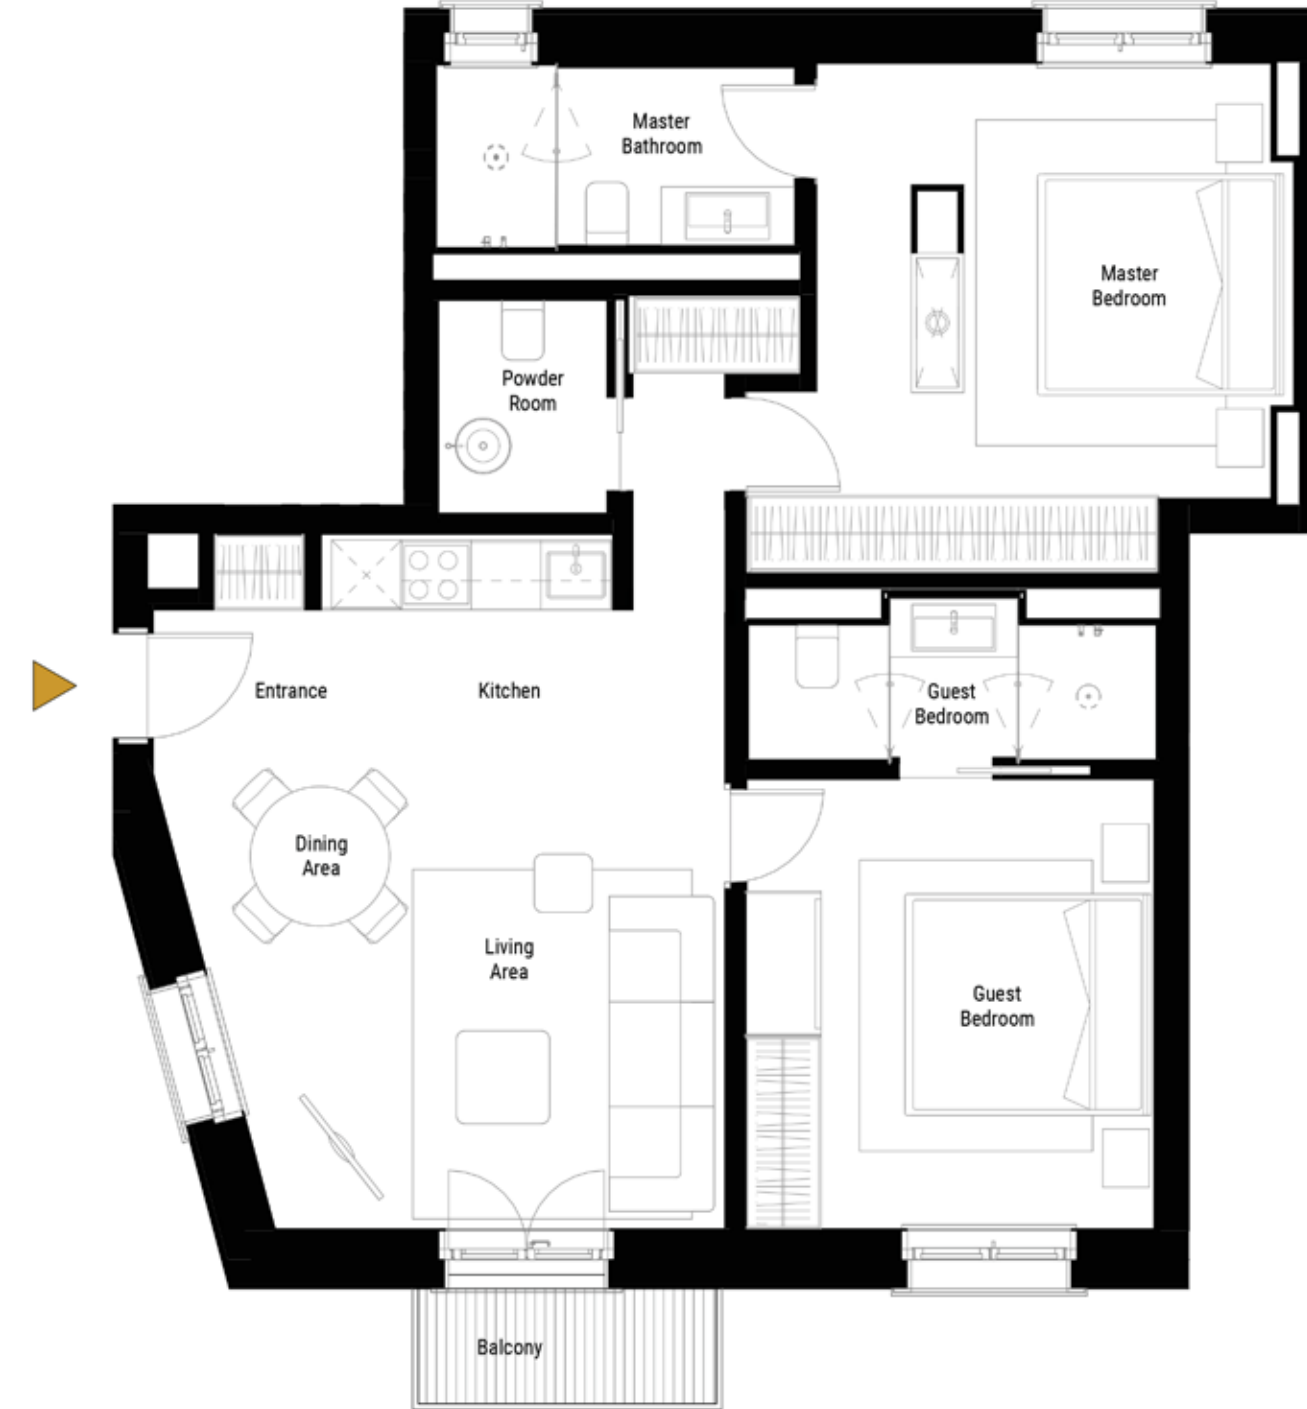 Master
Bathroom
Master
Bedroom
Powder
Room
Entrance
Kitchen
Guest
Bedroom
Dining
Area
Living
Area
Guest
Bedroom
Balcony